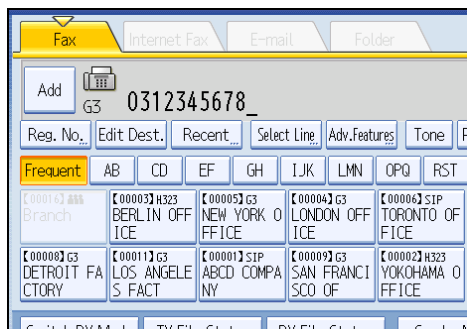 Fax Internet Fax E-mail Folder
Add G3 0312345678_
Reg. No. Edit Dest. Recent Select Line Adv.Features Tone
Frequent AB CD EF GH IJK LMN OPQ RST
【00016】 【00003】H323 【00005】G3 【00004】G3 【00006】SIP
Branch BERLIN OFF NEW YORK O LONDON OFF TORONTO OF
ICE FFICE ICE FICE
【00008】G3 【00011】G3 【00001】SIP 【00009】G3 【00002】H323
DETROIT FA LOS ANGELE ABCD COMPA SAN FRANCI YOKOHAMA O
CTORY S FACT NY SCO OF FFICE